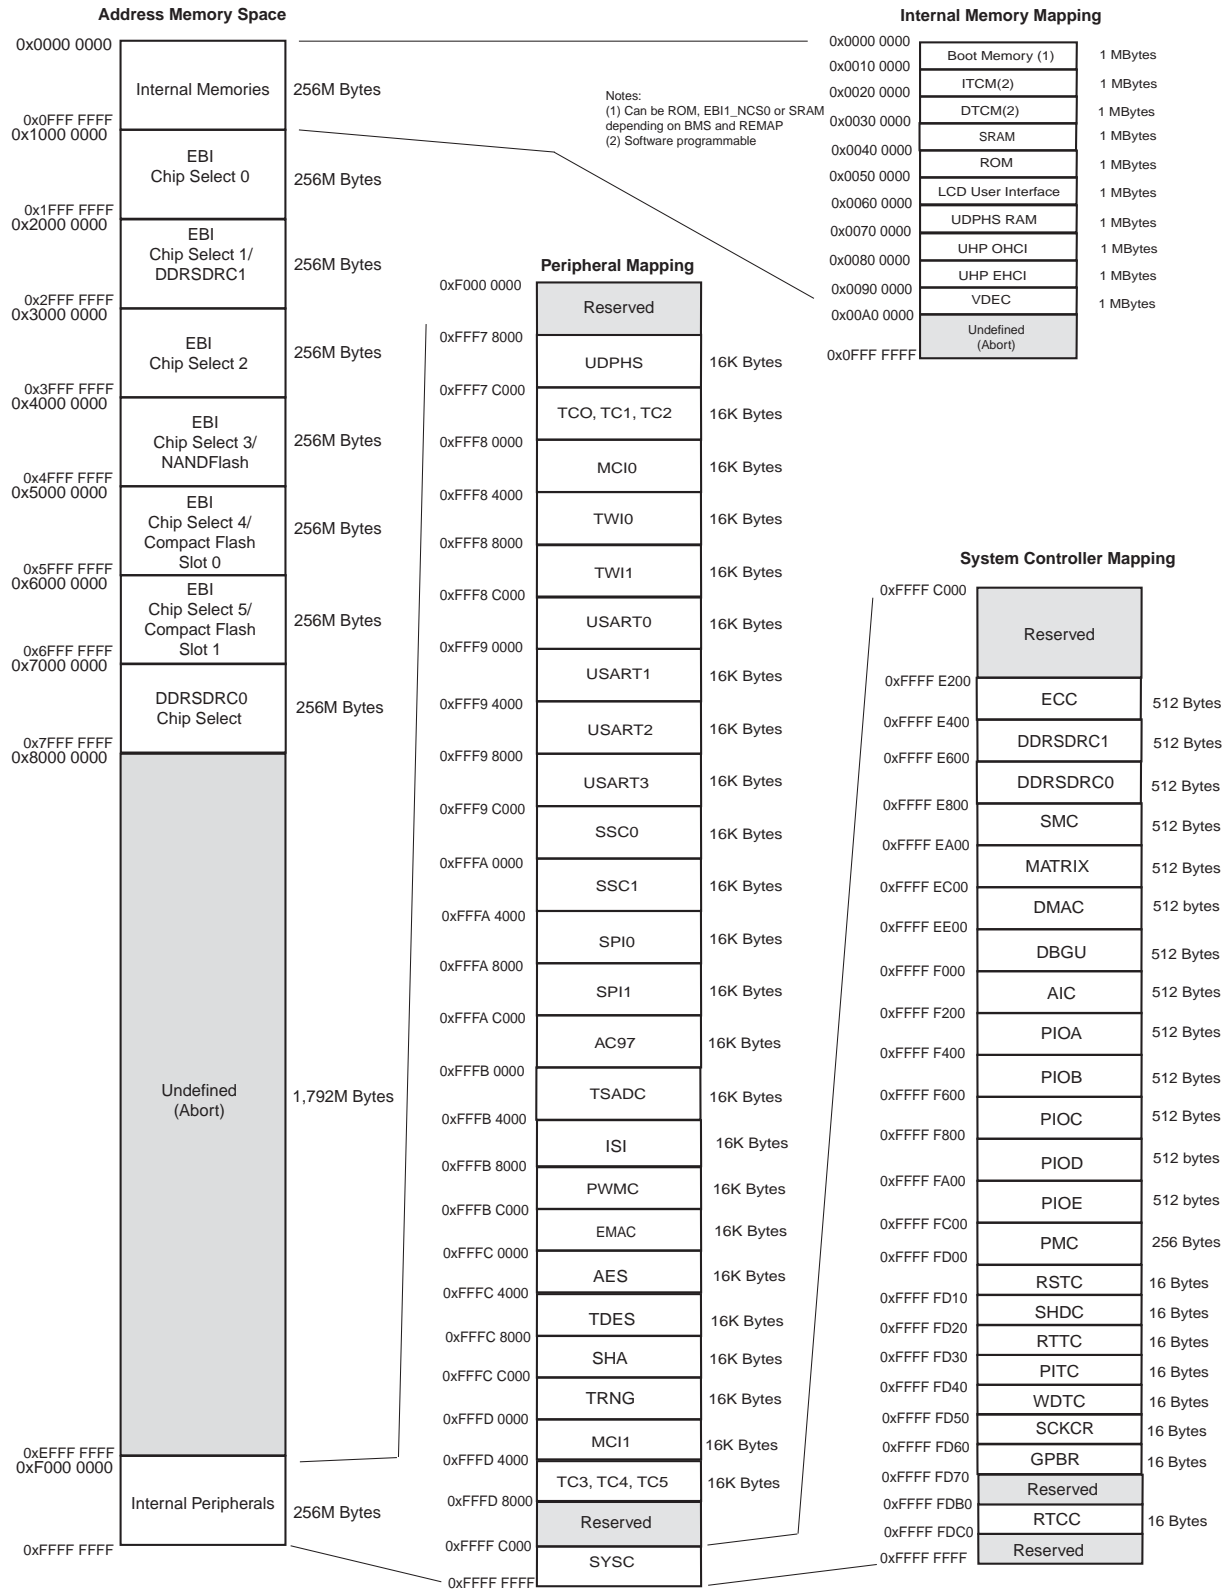 Address Memory Space
0x0000 0000
Internal Memories
256M Bytes
0x0FFF FFFF
0x1000 0000
EBI
Chip Select 0
256M Bytes
0x1FFF FFFF
0x2000 0000
EBI
Chip Select 1/
DDRSDRC1
256M Bytes
0x2FFF FFFF
0x3000 0000
EBI
Chip Select 2
256M Bytes
0x3FFF FFFF
0x4000 0000
EBI
Chip Select 3/
NANDFlash
256M Bytes
0x4FFF FFFF
0x5000 0000
EBI
Chip Select 4/
Compact Flash
Slot 0
256M Bytes
0x5FFF FFFF
0x6000 0000
EBI
Chip Select 5/
Compact Flash
Slot 1
256M Bytes
0x6FFF FFFF
0x7000 0000
DDRSDRC0
Chip Select
256M Bytes
0x7FFF FFFF
0x8000 0000
Undefined
(Abort)
1,792M Bytes
0xEFFF FFFF
0xF000 0000
Internal Peripherals
256M Bytes
0xFFFF FFFF
Internal Memory Mapping
Notes:
(1) Can be ROM, EBI1_NCS0 or SRAM
depending on BMS and REMAP
(2) Software programmable
0x0000 0000
Boot Memory (1)
1 MBytes
0x0010 0000
ITCM(2)
1 MBytes
0x0020 0000
DTCM(2)
1 MBytes
0x0030 0000
SRAM
1 MBytes
0x0040 0000
ROM
1 MBytes
0x0050 0000
LCD User Interface
1 MBytes
0x0060 0000
UDPHS RAM
1 MBytes
0x0070 0000
UHP OHCI
1 MBytes
0x0080 0000
UHP EHCI
1 MBytes
0x0090 0000
VDEC
1 MBytes
0x00A0 0000
Undefined
(Abort)
0x0FFF FFFF
Peripheral Mapping
0xF000 0000
Reserved
0xFFF7 8000
UDPHS
16K Bytes
0xFFF7 C000
TCO, TC1, TC2
16K Bytes
0xFFF8 0000
MCI0
16K Bytes
0xFFF8 4000
TWI0
16K Bytes
0xFFF8 8000
TWI1
16K Bytes
0xFFF8 C000
USART0
16K Bytes
0xFFF9 0000
USART1
16K Bytes
0xFFF9 4000
USART2
16K Bytes
0xFFF9 8000
USART3
16K Bytes
0xFFF9 C000
SSC0
16K Bytes
0xFFFA 0000
SSC1
16K Bytes
0xFFFA 4000
SPI0
16K Bytes
0xFFFA 8000
SPI1
16K Bytes
0xFFFA C000
AC97
16K Bytes
0xFFFB 0000
TSADC
16K Bytes
0xFFFB 4000
ISI
16K Bytes
0xFFFB 8000
PWMC
16K Bytes
0xFFFB C000
EMAC
16K Bytes
0xFFFC 0000
AES
16K Bytes
0xFFFC 4000
TDES
16K Bytes
0xFFFC 8000
SHA
16K Bytes
0xFFFC C000
TRNG
16K Bytes
0xFFFD 0000
MCI1
16K Bytes
0xFFFD 4000
TC3, TC4, TC5
16K Bytes
0xFFFD 8000
Reserved
0xFFFF C000
SYSC
0xFFFF FFFF
System Controller Mapping
0xFFFF C000
Reserved
0xFFFF E200
ECC
512 Bytes
0xFFFF E400
DDRSDRC1
512 Bytes
0xFFFF E600
DDRSDRC0
512 Bytes
0xFFFF E800
SMC
512 Bytes
0xFFFF EA00
MATRIX
512 Bytes
0xFFFF EC00
DMAC
512 bytes
0xFFFF EE00
DBGU
512 Bytes
0xFFFF F000
AIC
512 Bytes
0xFFFF F200
PIOA
512 Bytes
0xFFFF F400
PIOB
512 Bytes
0xFFFF F600
PIOC
512 Bytes
0xFFFF F800
PIOD
512 bytes
0xFFFF FA00
PIOE
512 bytes
0xFFFF FC00
PMC
256 Bytes
0xFFFF FD00
RSTC
16 Bytes
0xFFFF FD10
SHDC
16 Bytes
0xFFFF FD20
RTTC
16 Bytes
0xFFFF FD30
PITC
16 Bytes
0xFFFF FD40
WDTC
16 Bytes
0xFFFF FD50
SCKCR
16 Bytes
0xFFFF FD60
GPBR
16 Bytes
0xFFFF FD70
Reserved
0xFFFF FDB0
RTCC
16 Bytes
0xFFFF FDC0
Reserved
0xFFFF FFFF